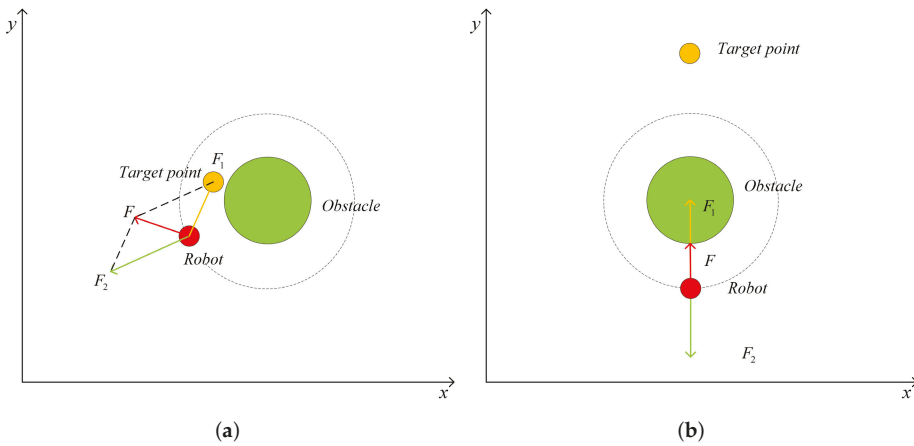 y
F₁
Target point
F
Obstacle
Robot
F₂
x
(a)
y
Target point
Obstacle
F₁
F
Robot
F₂
x
(b)